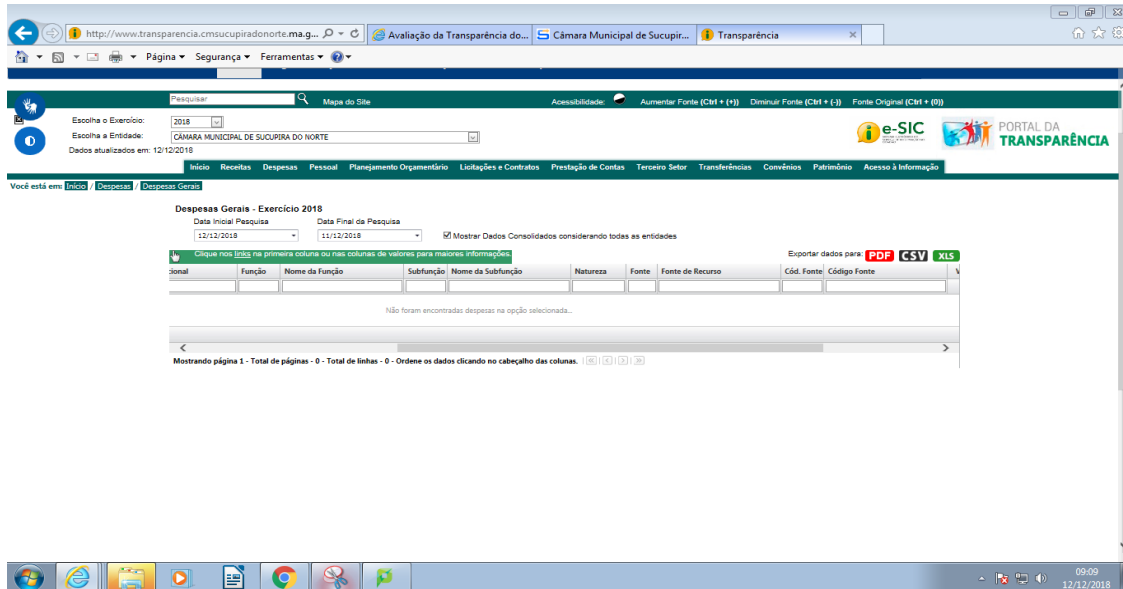 http://www.transparencia.cmsucupiradonorte.ma.g...
Avaliação da Transparência do...
Câmara Municipal de Sucupir...
Transparência
Página
Segurança
Ferramentas
Pesquisar
Mapa do Site
Acessibilidade:
Aumentar Fonte (Ctrl + (+))
Diminuir Fonte (Ctrl + (-))
Fonte Original (Ctrl + (0))
Escolha o Exercício:
2018
Escolha a Entidade:
CÂMARA MUNICIPAL DE SUCUPIRA DO NORTE
Dados atualizados em: 12/12/2018
e-SIC
PORTAL DA
TRANSPARÊNCIA
Início Receitas Despesas Pessoal Planejamento Orçamentário Licitações e Contratos Prestação de Contas Terceiro Setor Transferências Convênios Patrimônio Acesso à Informação
Você está em: Início / Despesas / Despesas Gerais
Despesas Gerais - Exercício 2018
Data Inicial Pesquisa Data Final da Pesquisa
12/12/2018 11/12/2018 Mostrar Dados Consolidados considerando todas as entidades
Clique nos links na primeira coluna ou nas colunas de valores para maiores informações.
Exportar dados para: PDF CSV XLS
cional Função Nome da Função Subfunção Nome da Subfunção Natureza Fonte Fonte de Recurso Cód. Fonte Código Fonte V
Não foram encontradas despesas na opção selecionada...
Mostrando página 1 - Total de páginas - 0 - Total de linhas - 0 - Ordene os dados clicando no cabeçalho das colunas.
09:09
12/12/2018